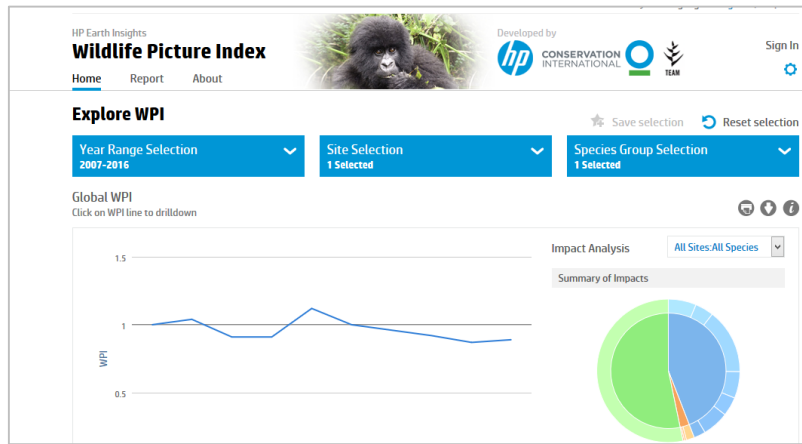 HP Earth Insights
Wildlife Picture Index
Home Report About
Developed by
hp
CONSERVATION
INTERNATIONAL
TEAM
Sign In
Explore WPI
Save selection Reset selection
Year Range Selection
2007-2016
Site Selection
1 Selected
Species Group Selection
1 Selected
Global WPI
Click on WPI line to drilldown
Impact Analysis All Sites:All Species
Summary of Impacts
1.5
1
0.5
WPI